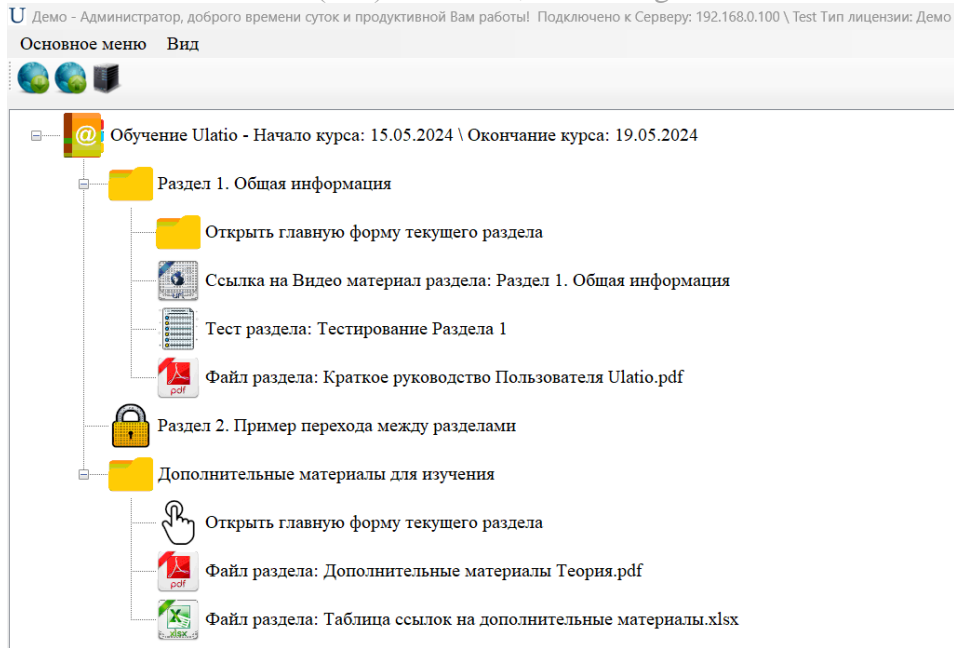 U Демо - Администратор, доброго времени суток и продуктивной Вам работы! Подключено к Серверу: 192.168.0.100 \ Test Тип лицензии: Демо
Основное меню Вид
@ Обучение Ulatio - Начало курса: 15.05.2024 \ Окончание курса: 19.05.2024
Раздел 1. Общая информация
Открыть главную форму текущего раздела
URL Ссылка на Видео материал раздела: Раздел 1. Общая информация
Тест раздела: Тестирование Раздела 1
pdf Файл раздела: Краткое руководство Пользователя Ulatio.pdf
Раздел 2. Пример перехода между разделами
Дополнительные материалы для изучения
Открыть главную форму текущего раздела
pdf Файл раздела: Дополнительные материалы Теория.pdf
xlsx Файл раздела: Таблица ссылок на дополнительные материалы.xlsx